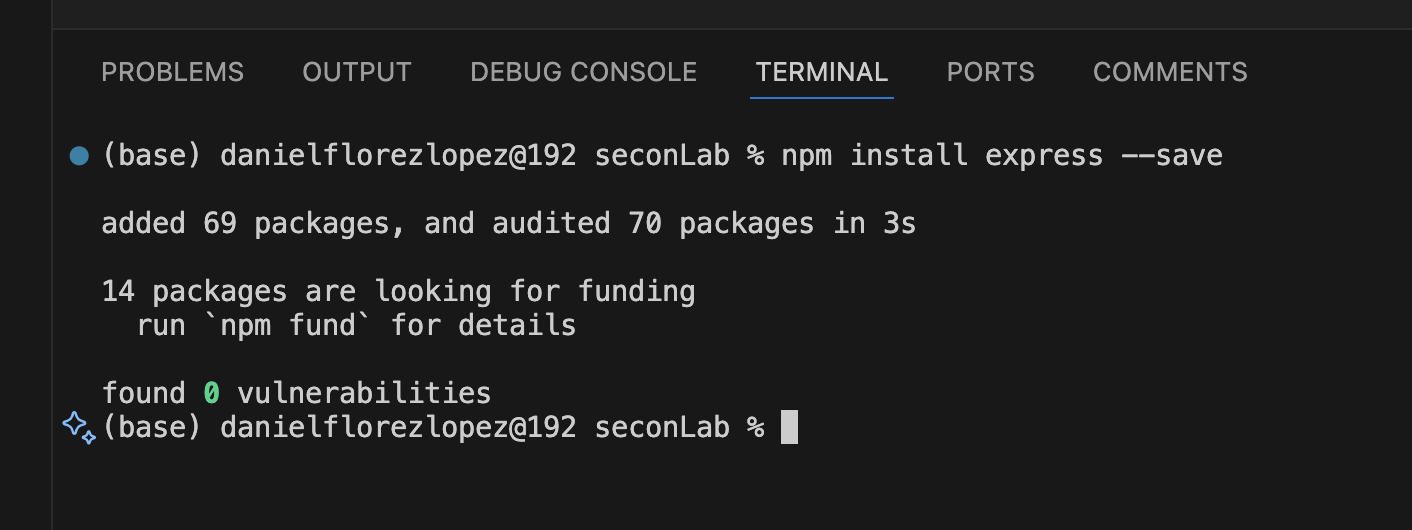 PROBLEMS OUTPUT DEBUG CONSOLE TERMINAL PORTS COMMENTS
(base) danielflorezlopez@192 seconLab % npm install express --save
added 69 packages, and audited 70 packages in 3s
14 packages are looking for funding
run `npm fund` for details
found 0 vulnerabilities
(base) danielflorezlopez@192 seconLab %